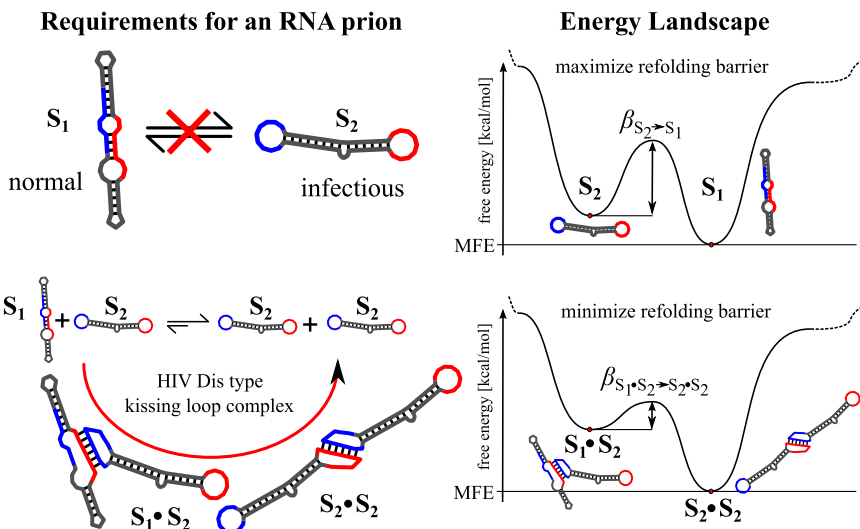 Requirements for an RNA prion
S₁
normal
S₂
infectious
S₁
+
S₂
S₂
+
S₂
HIV Dis type
kissing loop complex
S₁•S₂
S₂•S₂
Energy Landscape
maximize refolding barrier
free energy [kcal/mol]
β S₂→S₁
S₂
S₁
MFE
minimize refolding barrier
free energy [kcal/mol]
β S₁•S₂→S₂•S₂
S₁•S₂
MFE
S₂•S₂